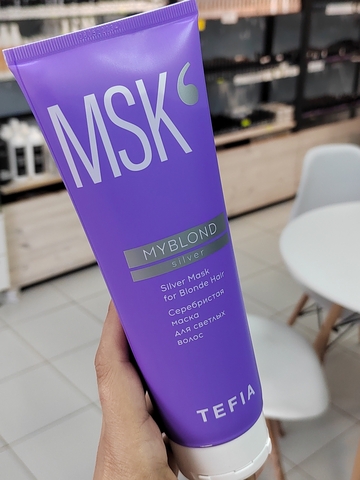 MSK
MYBLOND
silver
Silver Mask
for Blonde Hair
Серебристая
маска
для светлых
волос
TEFIA